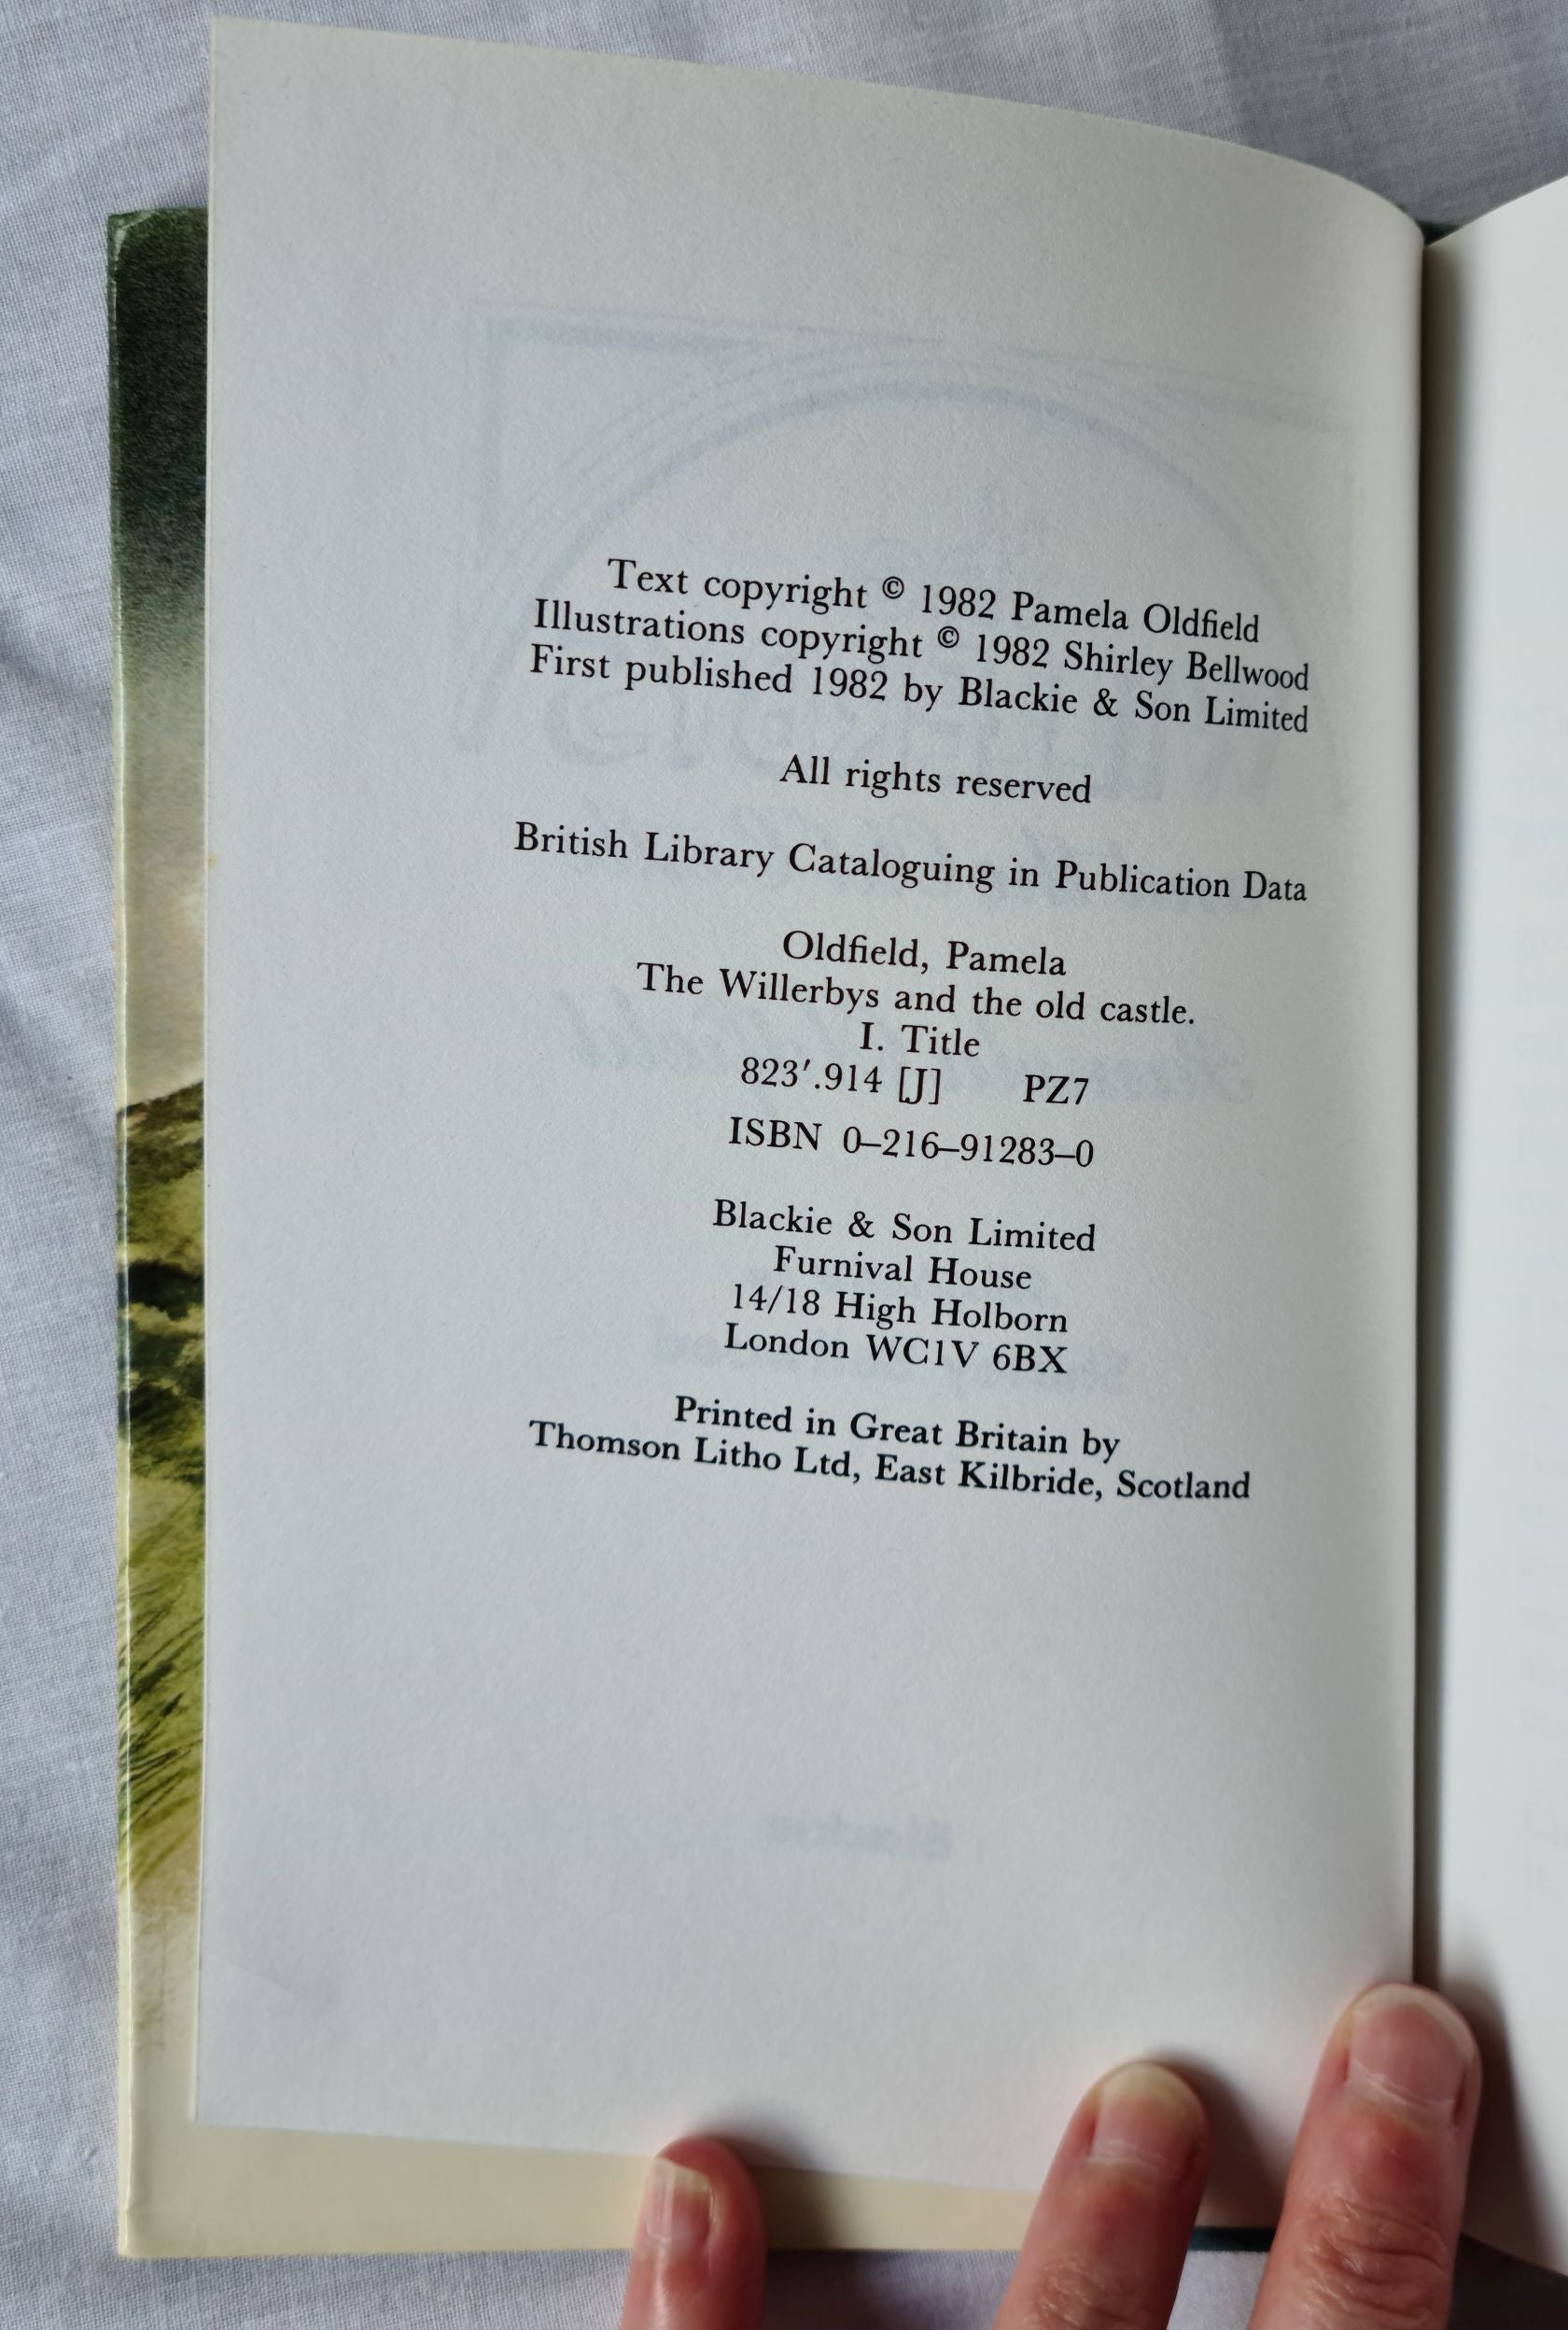 Text copyright © 1982 Pamela Oldfield
Illustrations copyright © 1982 Shirley Bellwood
First published 1982 by Blackie & Son Limited
All rights reserved
British Library Cataloguing in Publication Data
Oldfield, Pamela
The Willerbys and the old castle.
I. Title
823′.914 [J] PZ7
ISBN 0–216–91283–0
Blackie & Son Limited
Furnival House
14/18 High Holborn
London WC1V 6BX
Printed in Great Britain by
Thomson Litho Ltd, East Kilbride, Scotland